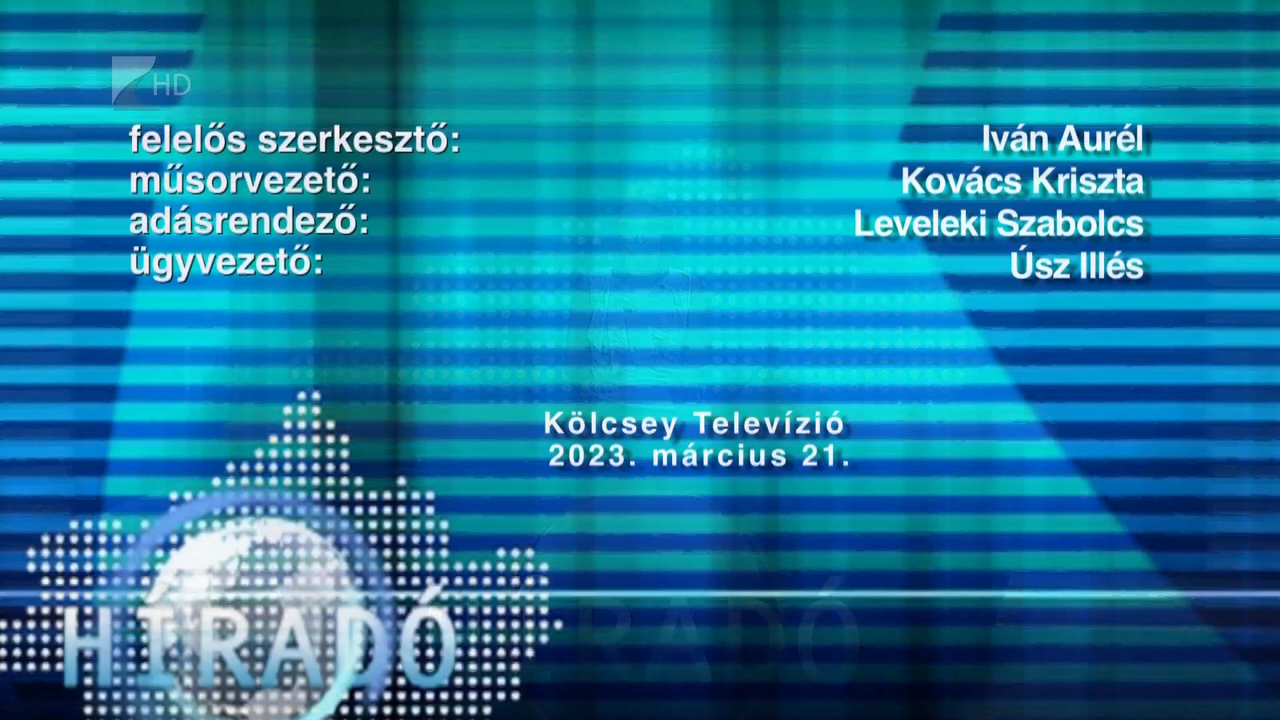 HD
felelős szerkesztő: Iván Aurél
műsorvezető: Kovács Kriszta
adásrendező: Leveleki Szabolcs
ügyvezető: Úsz Illés
Kölcsey Televízió
2023. március 21.
HÍRADÓ